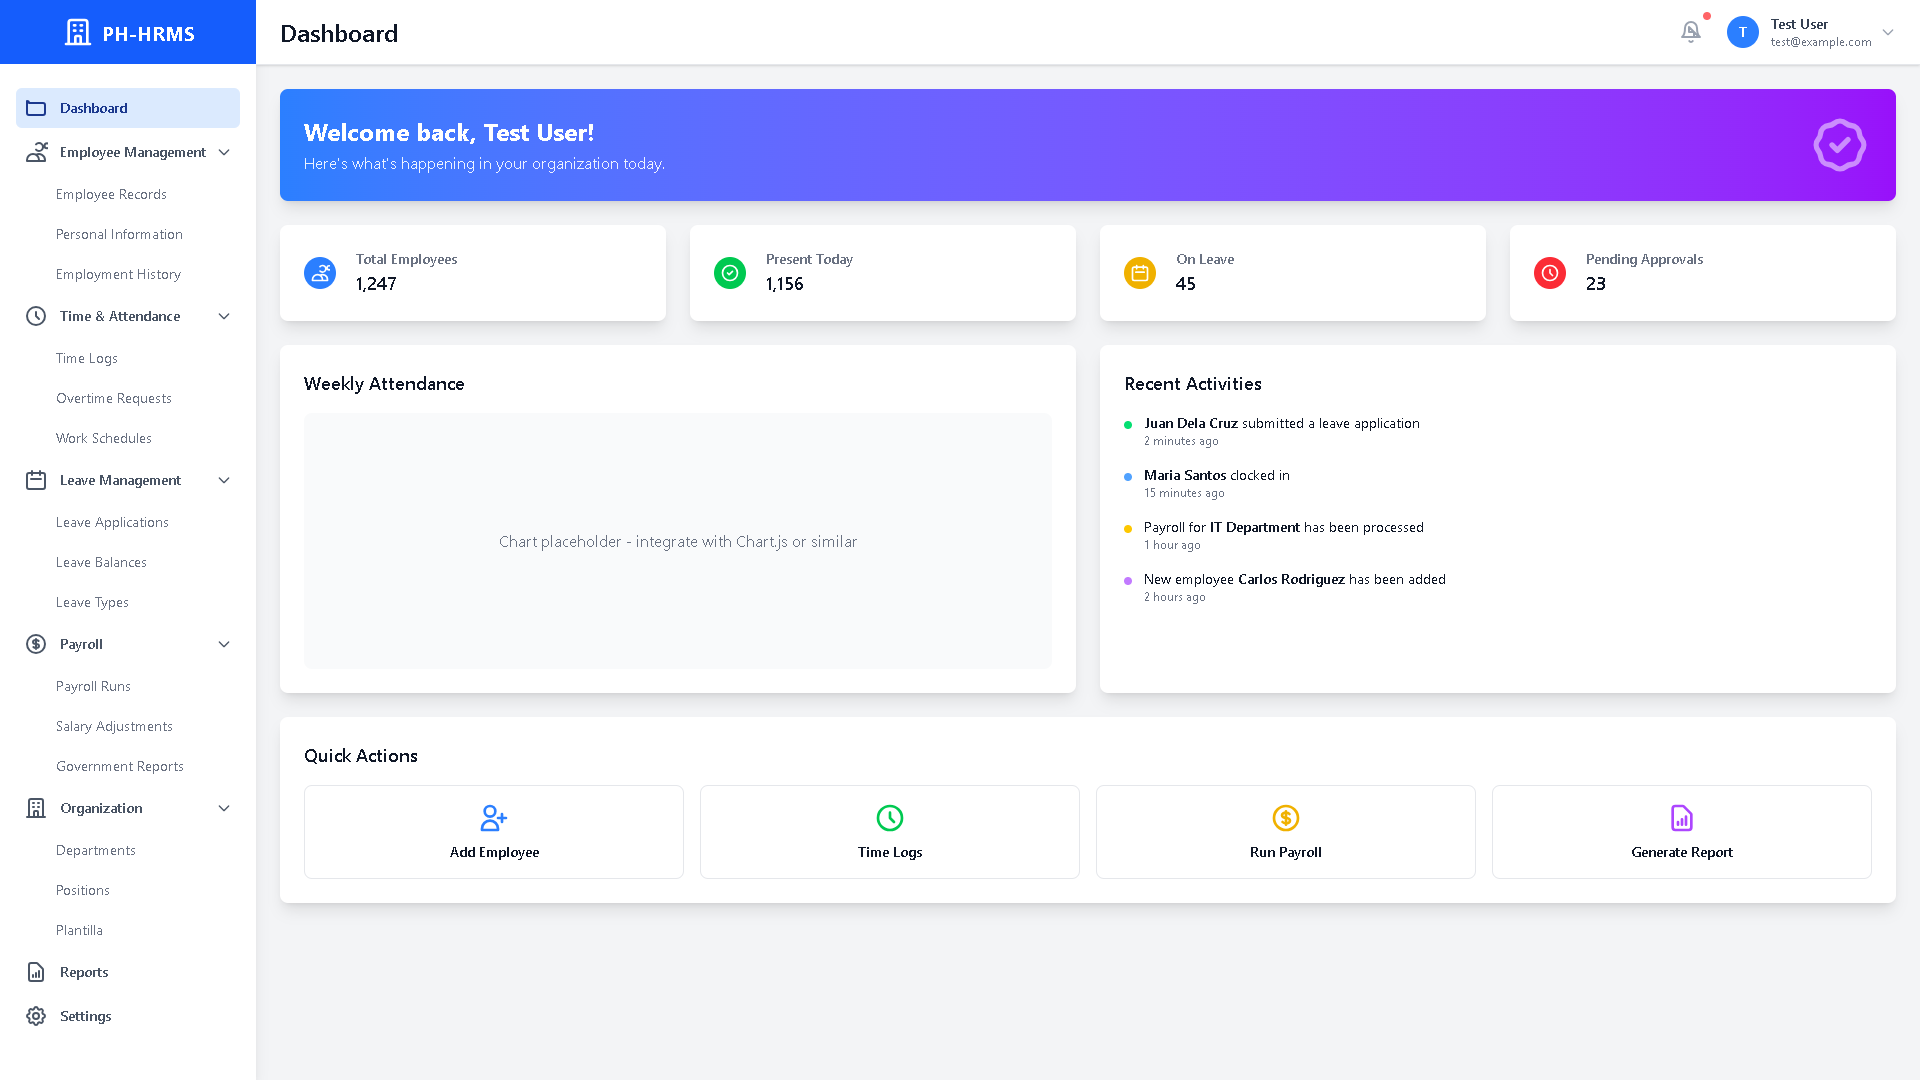 PH-HRMS
Dashboard
Employee Management
Employee Records
Personal Information
Employment History
Time & Attendance
Time Logs
Overtime Requests
Work Schedules
Leave Management
Leave Applications
Leave Balances
Leave Types
Payroll
Payroll Runs
Salary Adjustments
Government Reports
Organization
Departments
Positions
Plantilla
Reports
Settings
Dashboard
T
Test User
test@example.com
Welcome back, Test User!
Here's what's happening in your organization today.
Total Employees
1,247
Present Today
1,156
On Leave
45
Pending Approvals
23
Weekly Attendance
Chart placeholder - integrate with Chart.js or similar
Recent Activities
Juan Dela Cruz submitted a leave application
2 minutes ago
Maria Santos clocked in
15 minutes ago
Payroll for IT Department has been processed
1 hour ago
New employee Carlos Rodriguez has been added
2 hours ago
Quick Actions
Add Employee
Time Logs
Run Payroll
Generate Report